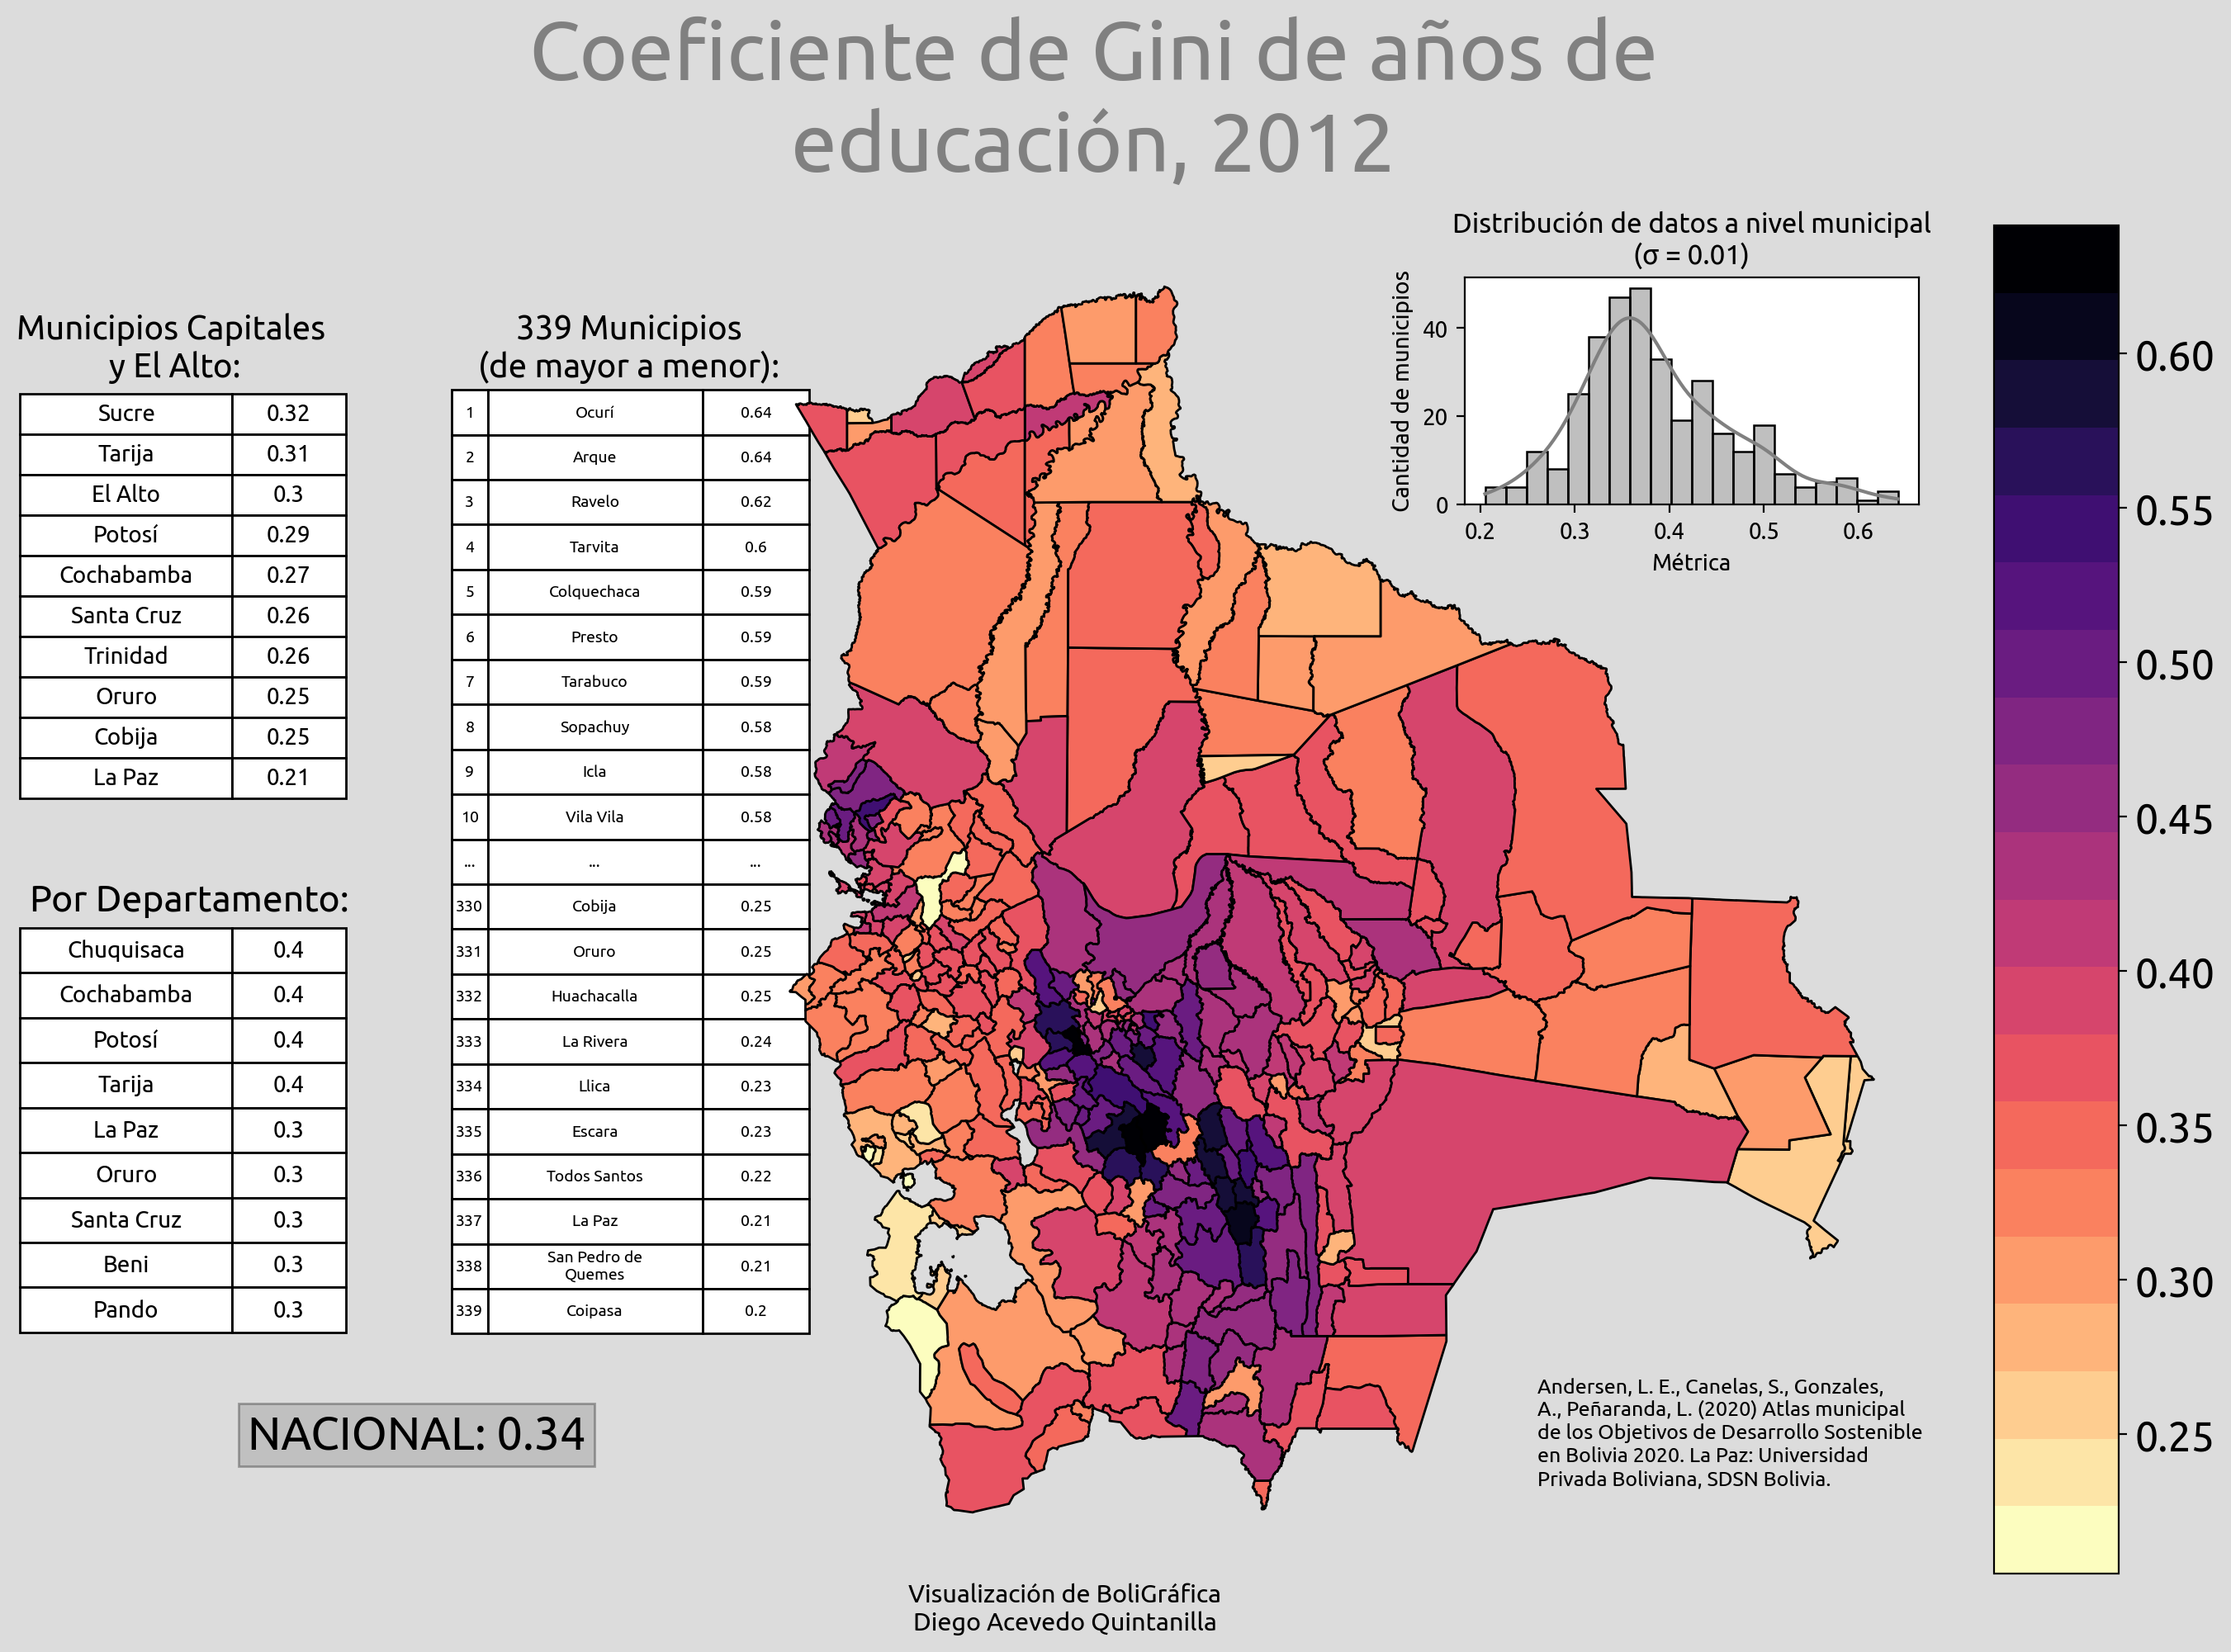 Coeficiente de Gini de años de
educación, 2012
Municipios Capitales
y El Alto:
Sucre 0.32
Tarija 0.31
El Alto 0.3
Potosí 0.29
Cochabamba 0.27
Santa Cruz 0.26
Trinidad 0.26
Oruro 0.25
Cobija 0.25
La Paz 0.21
Por Departamento:
Chuquisaca 0.4
Cochabamba 0.4
Potosí 0.4
Tarija 0.4
La Paz 0.3
Oruro 0.3
Santa Cruz 0.3
Beni 0.3
Pando 0.3
NACIONAL: 0.34
339 Municipios
(de mayor a menor):
1 Ocurí 0.64
2 Arque 0.64
3 Ravelo 0.62
4 Tarvita 0.6
5 Colquechaca 0.59
6 Presto 0.59
7 Tarabuco 0.59
8 Sopachuy 0.58
9 Icla 0.58
10 Vila Vila 0.58
... ... ...
330 Cobija 0.25
331 Oruro 0.25
332 Huachacalla 0.25
333 La Rivera 0.24
334 Llica 0.23
335 Escara 0.23
336 Todos Santos 0.22
337 La Paz 0.21
338 San Pedro de
Quemes 0.21
339 Coipasa 0.2
Distribución de datos a nivel municipal
(σ = 0.01)
Cantidad de municipios
40
20
0
0.2 0.3 0.4 0.5 0.6
Métrica
0.60
0.55
0.50
0.45
0.40
0.35
0.30
0.25
Andersen, L. E., Canelas, S., Gonzales,
A., Peñaranda, L. (2020) Atlas municipal
de los Objetivos de Desarrollo Sostenible
en Bolivia 2020. La Paz: Universidad
Privada Boliviana, SDSN Bolivia.
Visualización de BoliGráfica
Diego Acevedo Quintanilla